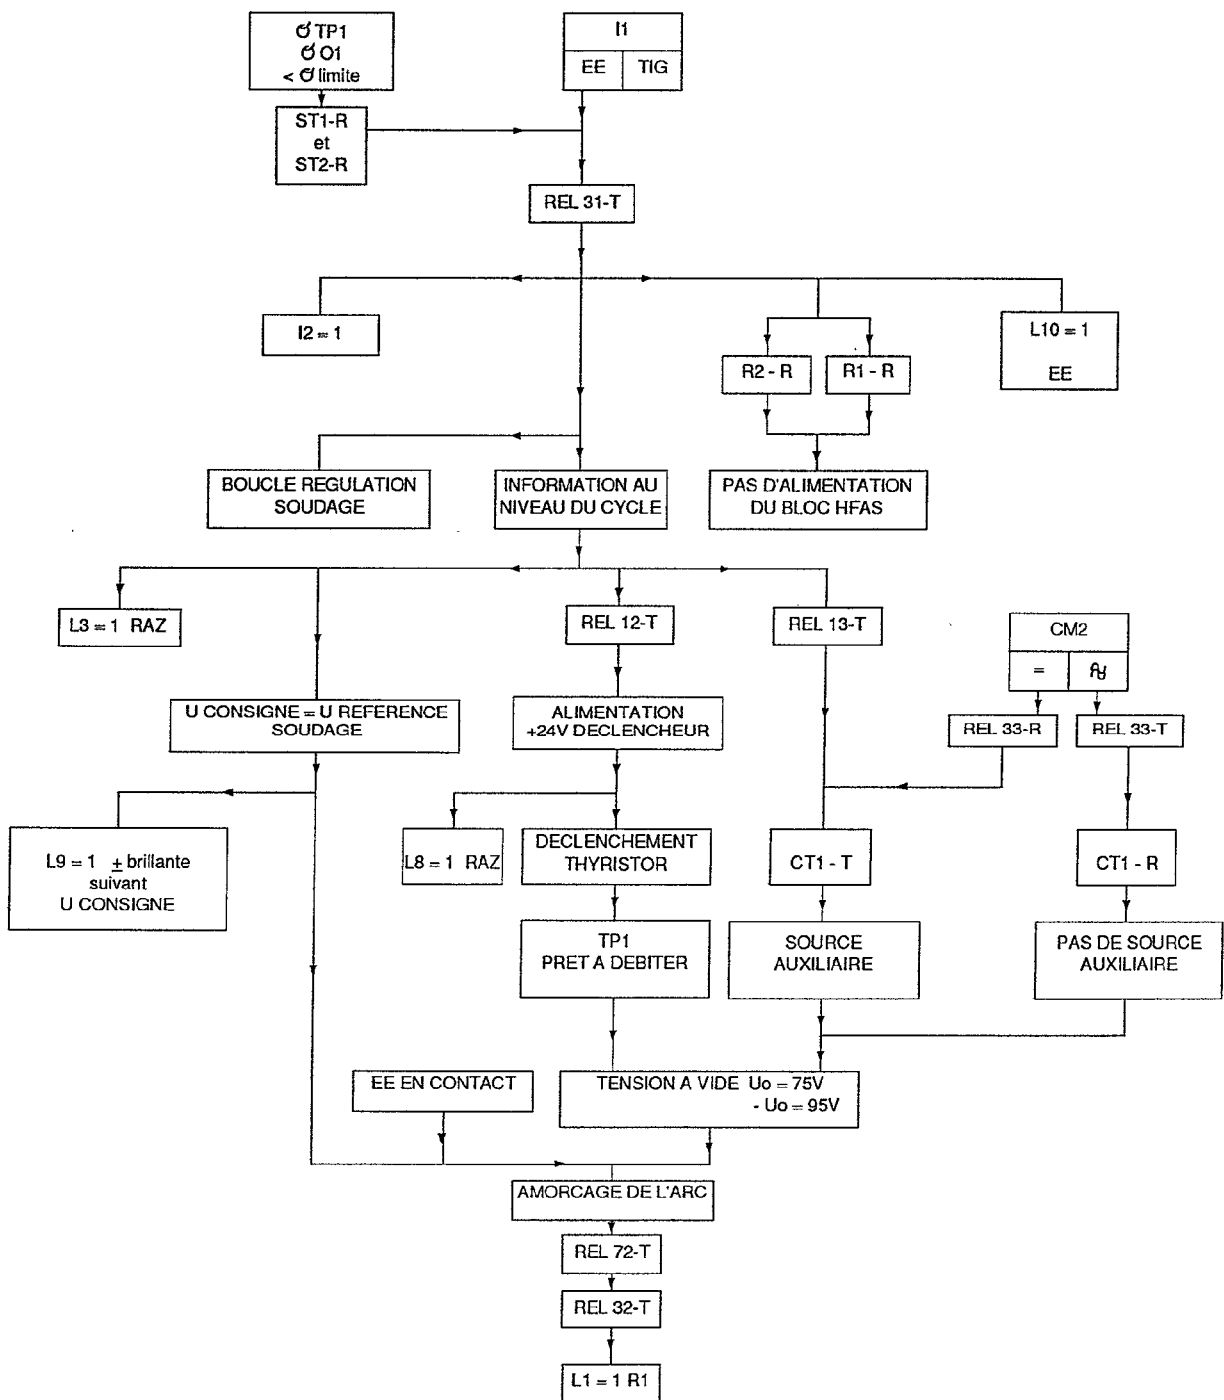 Ơ TP1
Ơ O1
< Ơ limite
I1
EE TIG
ST1-R
et
ST2-R
REL 31-T
I2 = 1
R2 - R
R1 - R
L10 = 1
EE
BOUCLE REGULATION
SOUDAGE
INFORMATION AU
NIVEAU DU CYCLE
PAS D'ALIMENTATION
DU BLOC HFAS
L3 = 1 RAZ
REL 12-T
REL 13-T
CM2
=
U CONSIGNE = U REFERENCE
SOUDAGE
ALIMENTATION
+24V DECLENCHEUR
REL 33-R
REL 33-T
L9 = 1 ± brillante
suivant
U CONSIGNE
L8 = 1 RAZ
DECLENCHEMENT
THYRISTOR
CT1 - T
CT1 - R
TP1
PRET A DEBITER
SOURCE
AUXILIAIRE
PAS DE SOURCE
AUXILIAIRE
EE EN CONTACT
TENSION A VIDE Uo = 75V
- Uo = 95V
AMORCAGE DE L'ARC
REL 72-T
REL 32-T
L1 = 1 R1